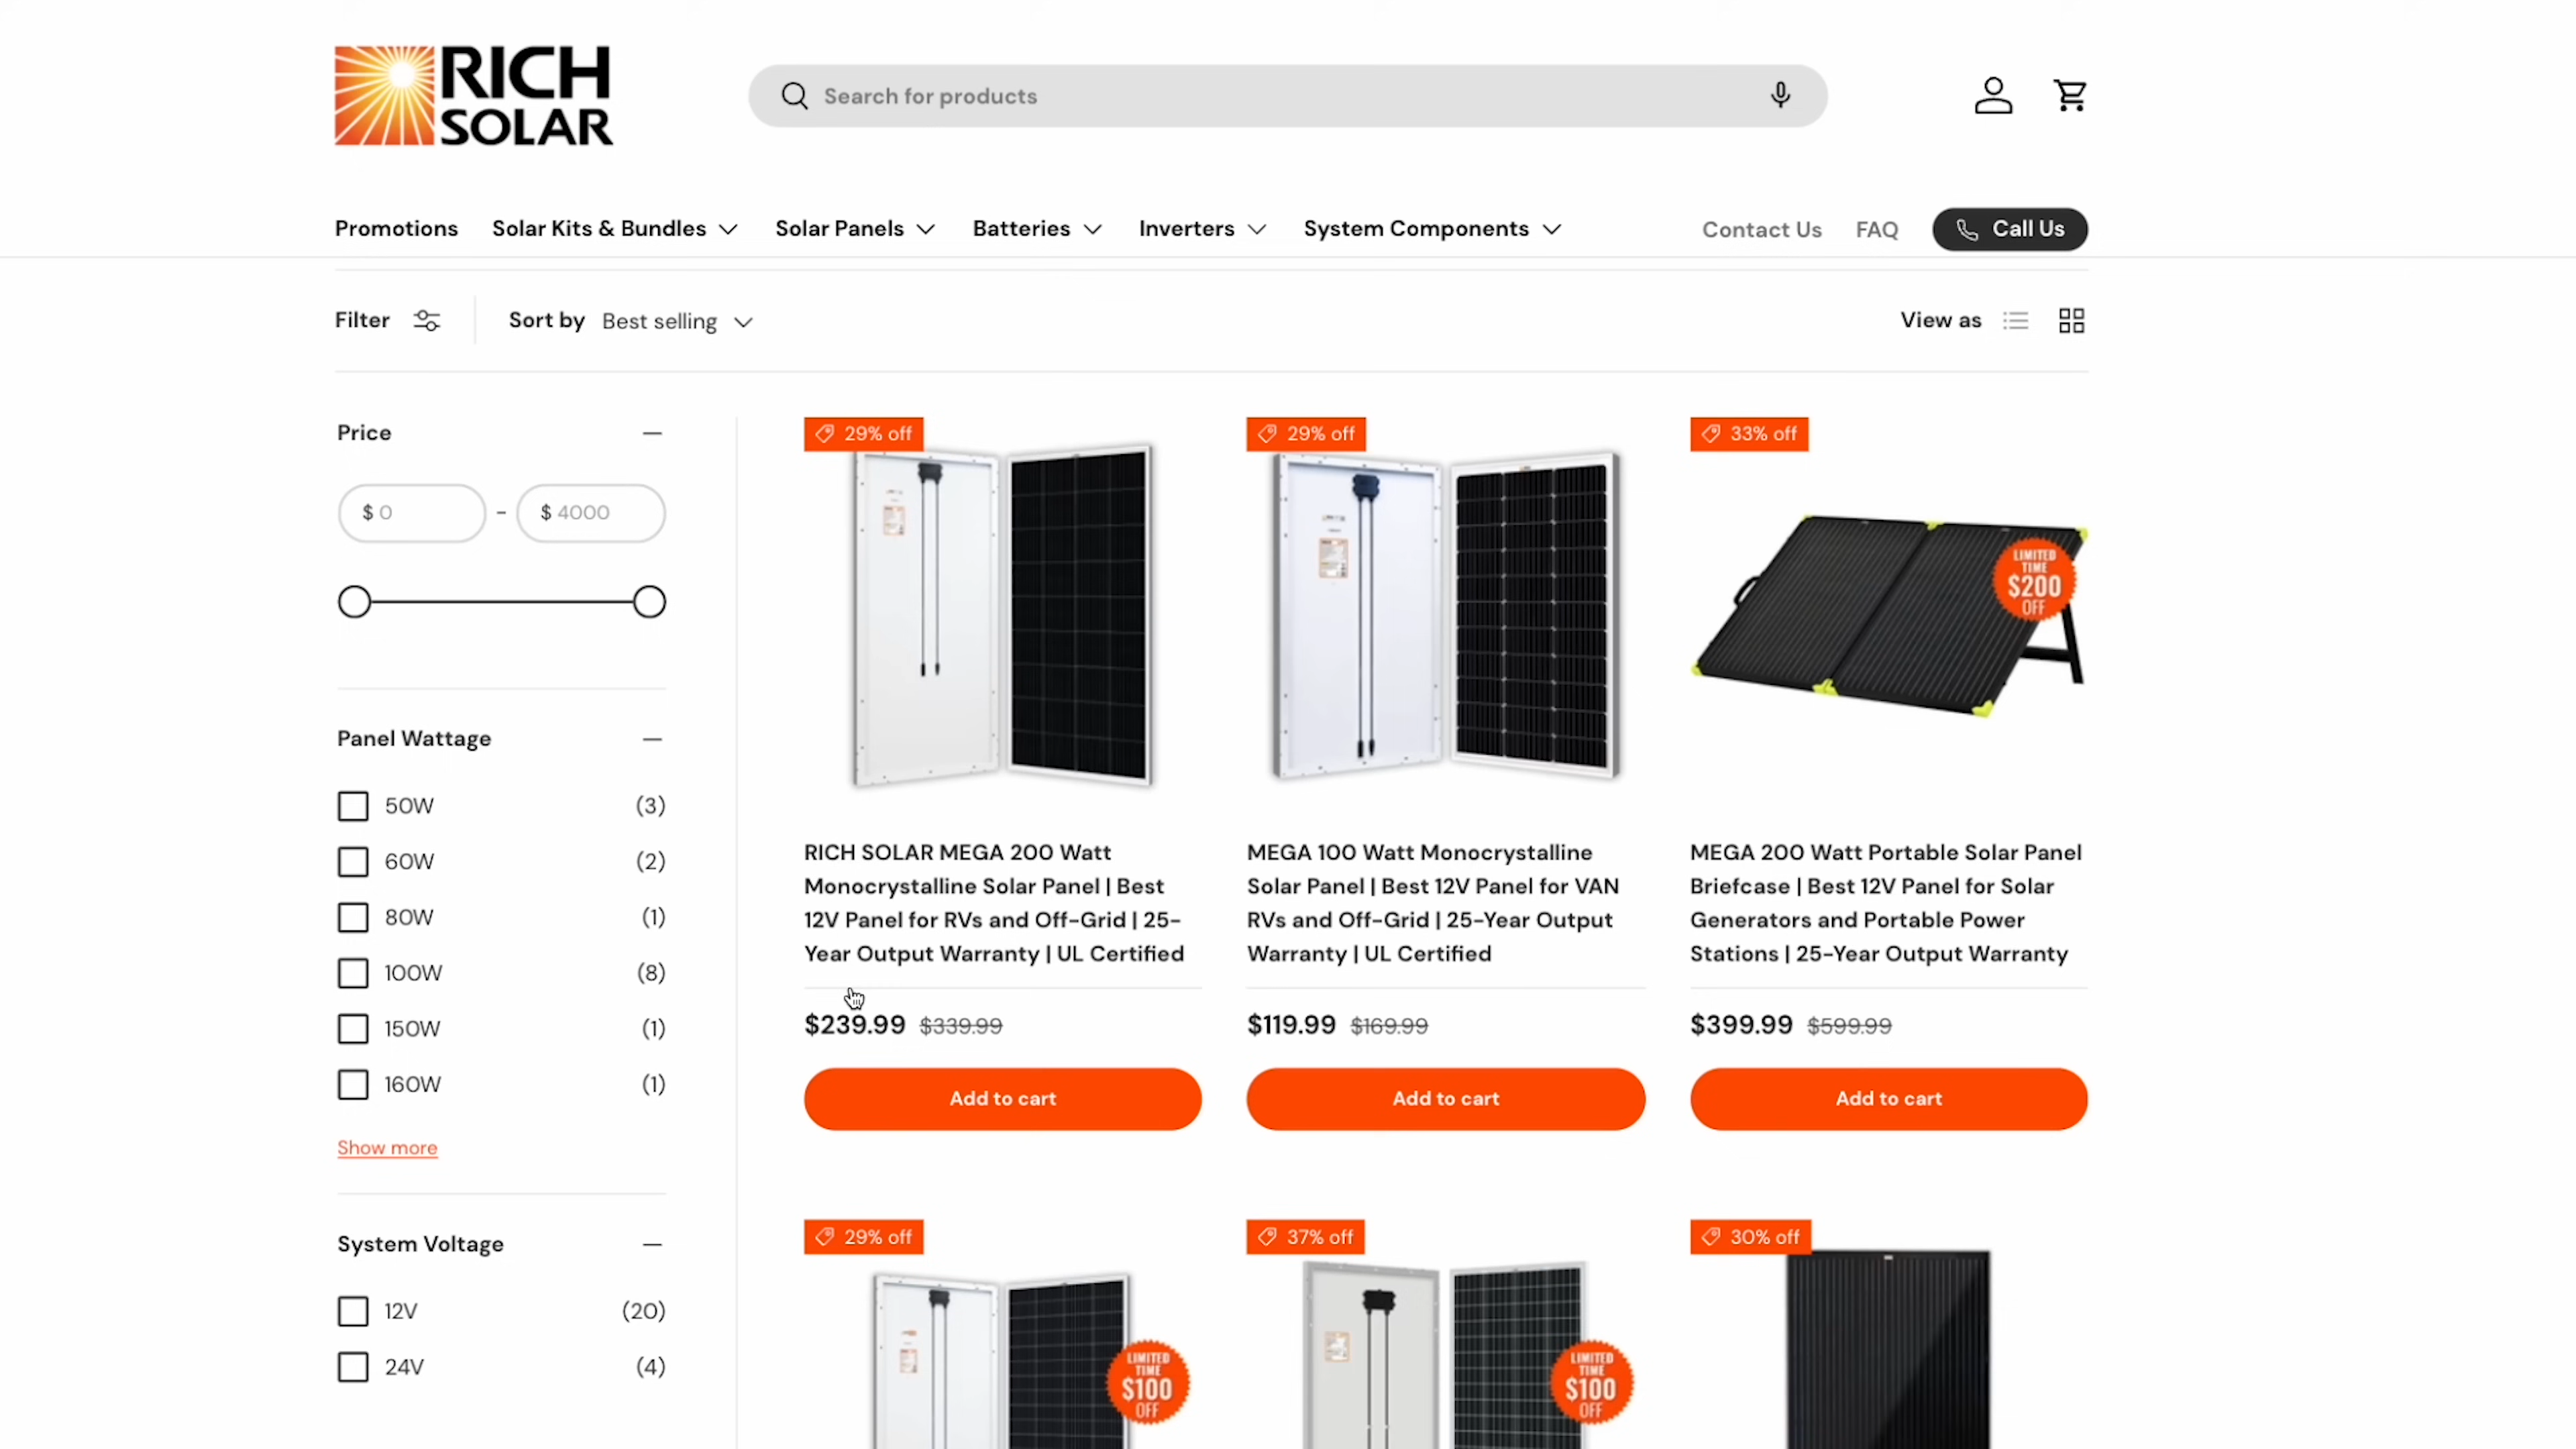 RICH
SOLAR
Search for products
Promotions
Solar Kits & Bundles
Solar Panels
Batteries
Inverters
System Components
Contact Us
FAQ
Call Us
Filter
Sort by Best selling
View as
Price
$ 0 - $ 4000
Panel Wattage
50W (3)
60W (2)
80W (1)
100W (8)
150W (1)
160W (1)
Show more
System Voltage
12V (20)
24V (4)
29% off
RICH SOLAR MEGA 200 Watt
Monocrystalline Solar Panel | Best
12V Panel for RVs and Off-Grid | 25-
Year Output Warranty | UL Certified
$239.99 $339.99
Add to cart
29% off
MEGA 100 Watt Monocrystalline
Solar Panel | Best 12V Panel for VAN
RVs and Off-Grid | 25-Year Output
Warranty | UL Certified
$119.99 $169.99
Add to cart
33% off
LIMITED
TIME
$200
OFF
MEGA 200 Watt Portable Solar Panel
Briefcase | Best 12V Panel for Solar
Generators and Portable Power
Stations | 25-Year Output Warranty
$399.99 $599.99
Add to cart
29% off
LIMITED
TIME
$100
OFF
37% off
LIMITED
TIME
$100
OFF
30% off